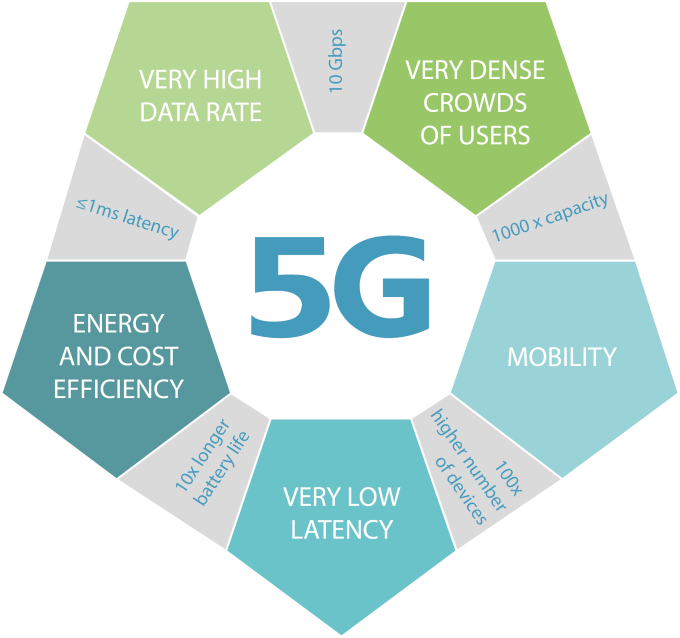 10 Gbps
VERY HIGH
DATA RATE
VERY DENSE
CROWDS
OF USERS
≤1ms latency
1000 x capacity
5G
ENERGY
AND COST
EFFICIENCY
MOBILITY
10x longer
battery life
VERY LOW
LATENCY
100x
higher number
of devices